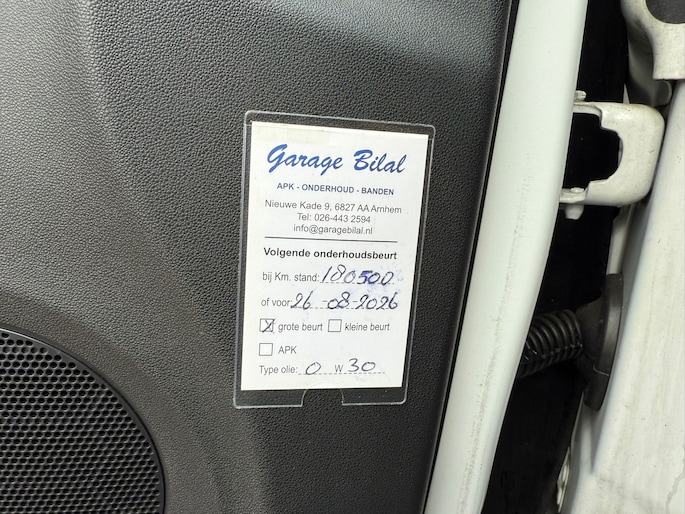 Garage Bilal
APK - ONDERHOUD - BANDEN
Nieuwe Kade 9, 6827 AA Arnhem
Tel: 026-443 2594
info@garagebilal.nl
Volgende onderhoudsbeurt
bij Km. stand: 180500
of voor: 26-08-2026
grote beurt kleine beurt
APK
Type olie: 0 W 30